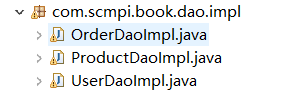 com.scmpi.book.dao.impl
OrderDaoImpl.java
ProductDaoImpl.java
UserDaoImpl.java